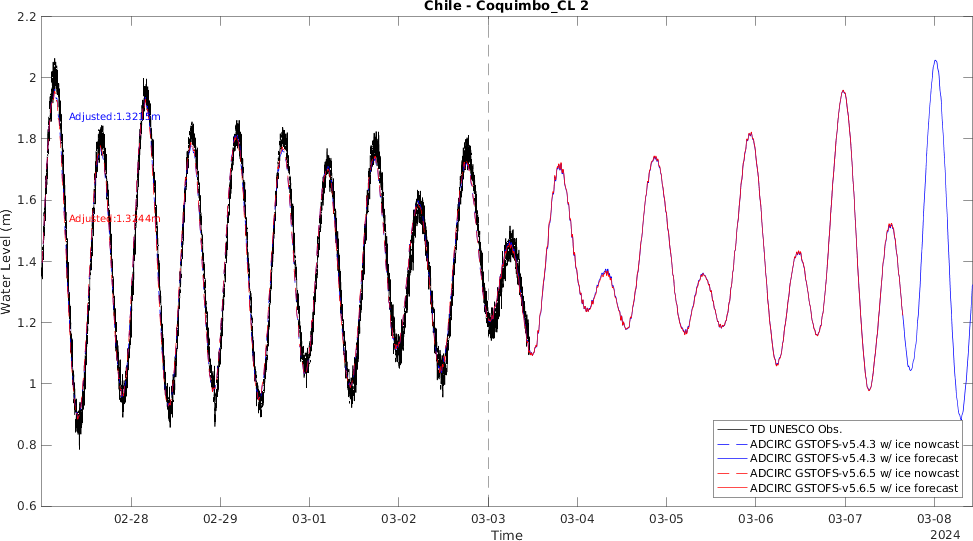 Chile - Coquimbo_CL 2
2.2
2
1.8
1.6
1.4
1.2
1
0.8
0.6
Water Level (m)
Adjusted:1.3215m
Adjusted:1.3244m
TD UNESCO Obs.
ADCIRC GSTOFS-v5.4.3 w/ ice nowcast
ADCIRC GSTOFS-v5.4.3 w/ ice forecast
ADCIRC GSTOFS-v5.6.5 w/ ice nowcast
ADCIRC GSTOFS-v5.6.5 w/ ice forecast
02-28 02-29 03-01 03-02 03-03 03-04 03-05 03-06 03-07 03-08
Time
2024